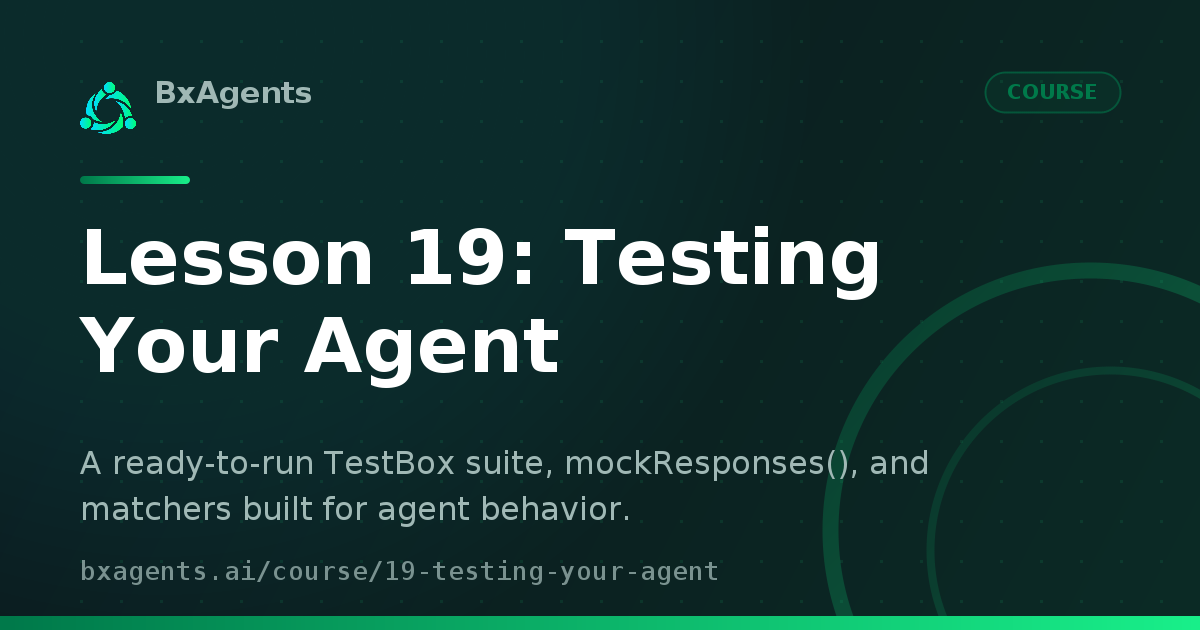 BxAgents
COURSE
Lesson 19: Testing
Your Agent
A ready-to-run TestBox suite, mockResponses(), and
matchers built for agent behavior.
bxagents.ai/course/19-testing-your-agent